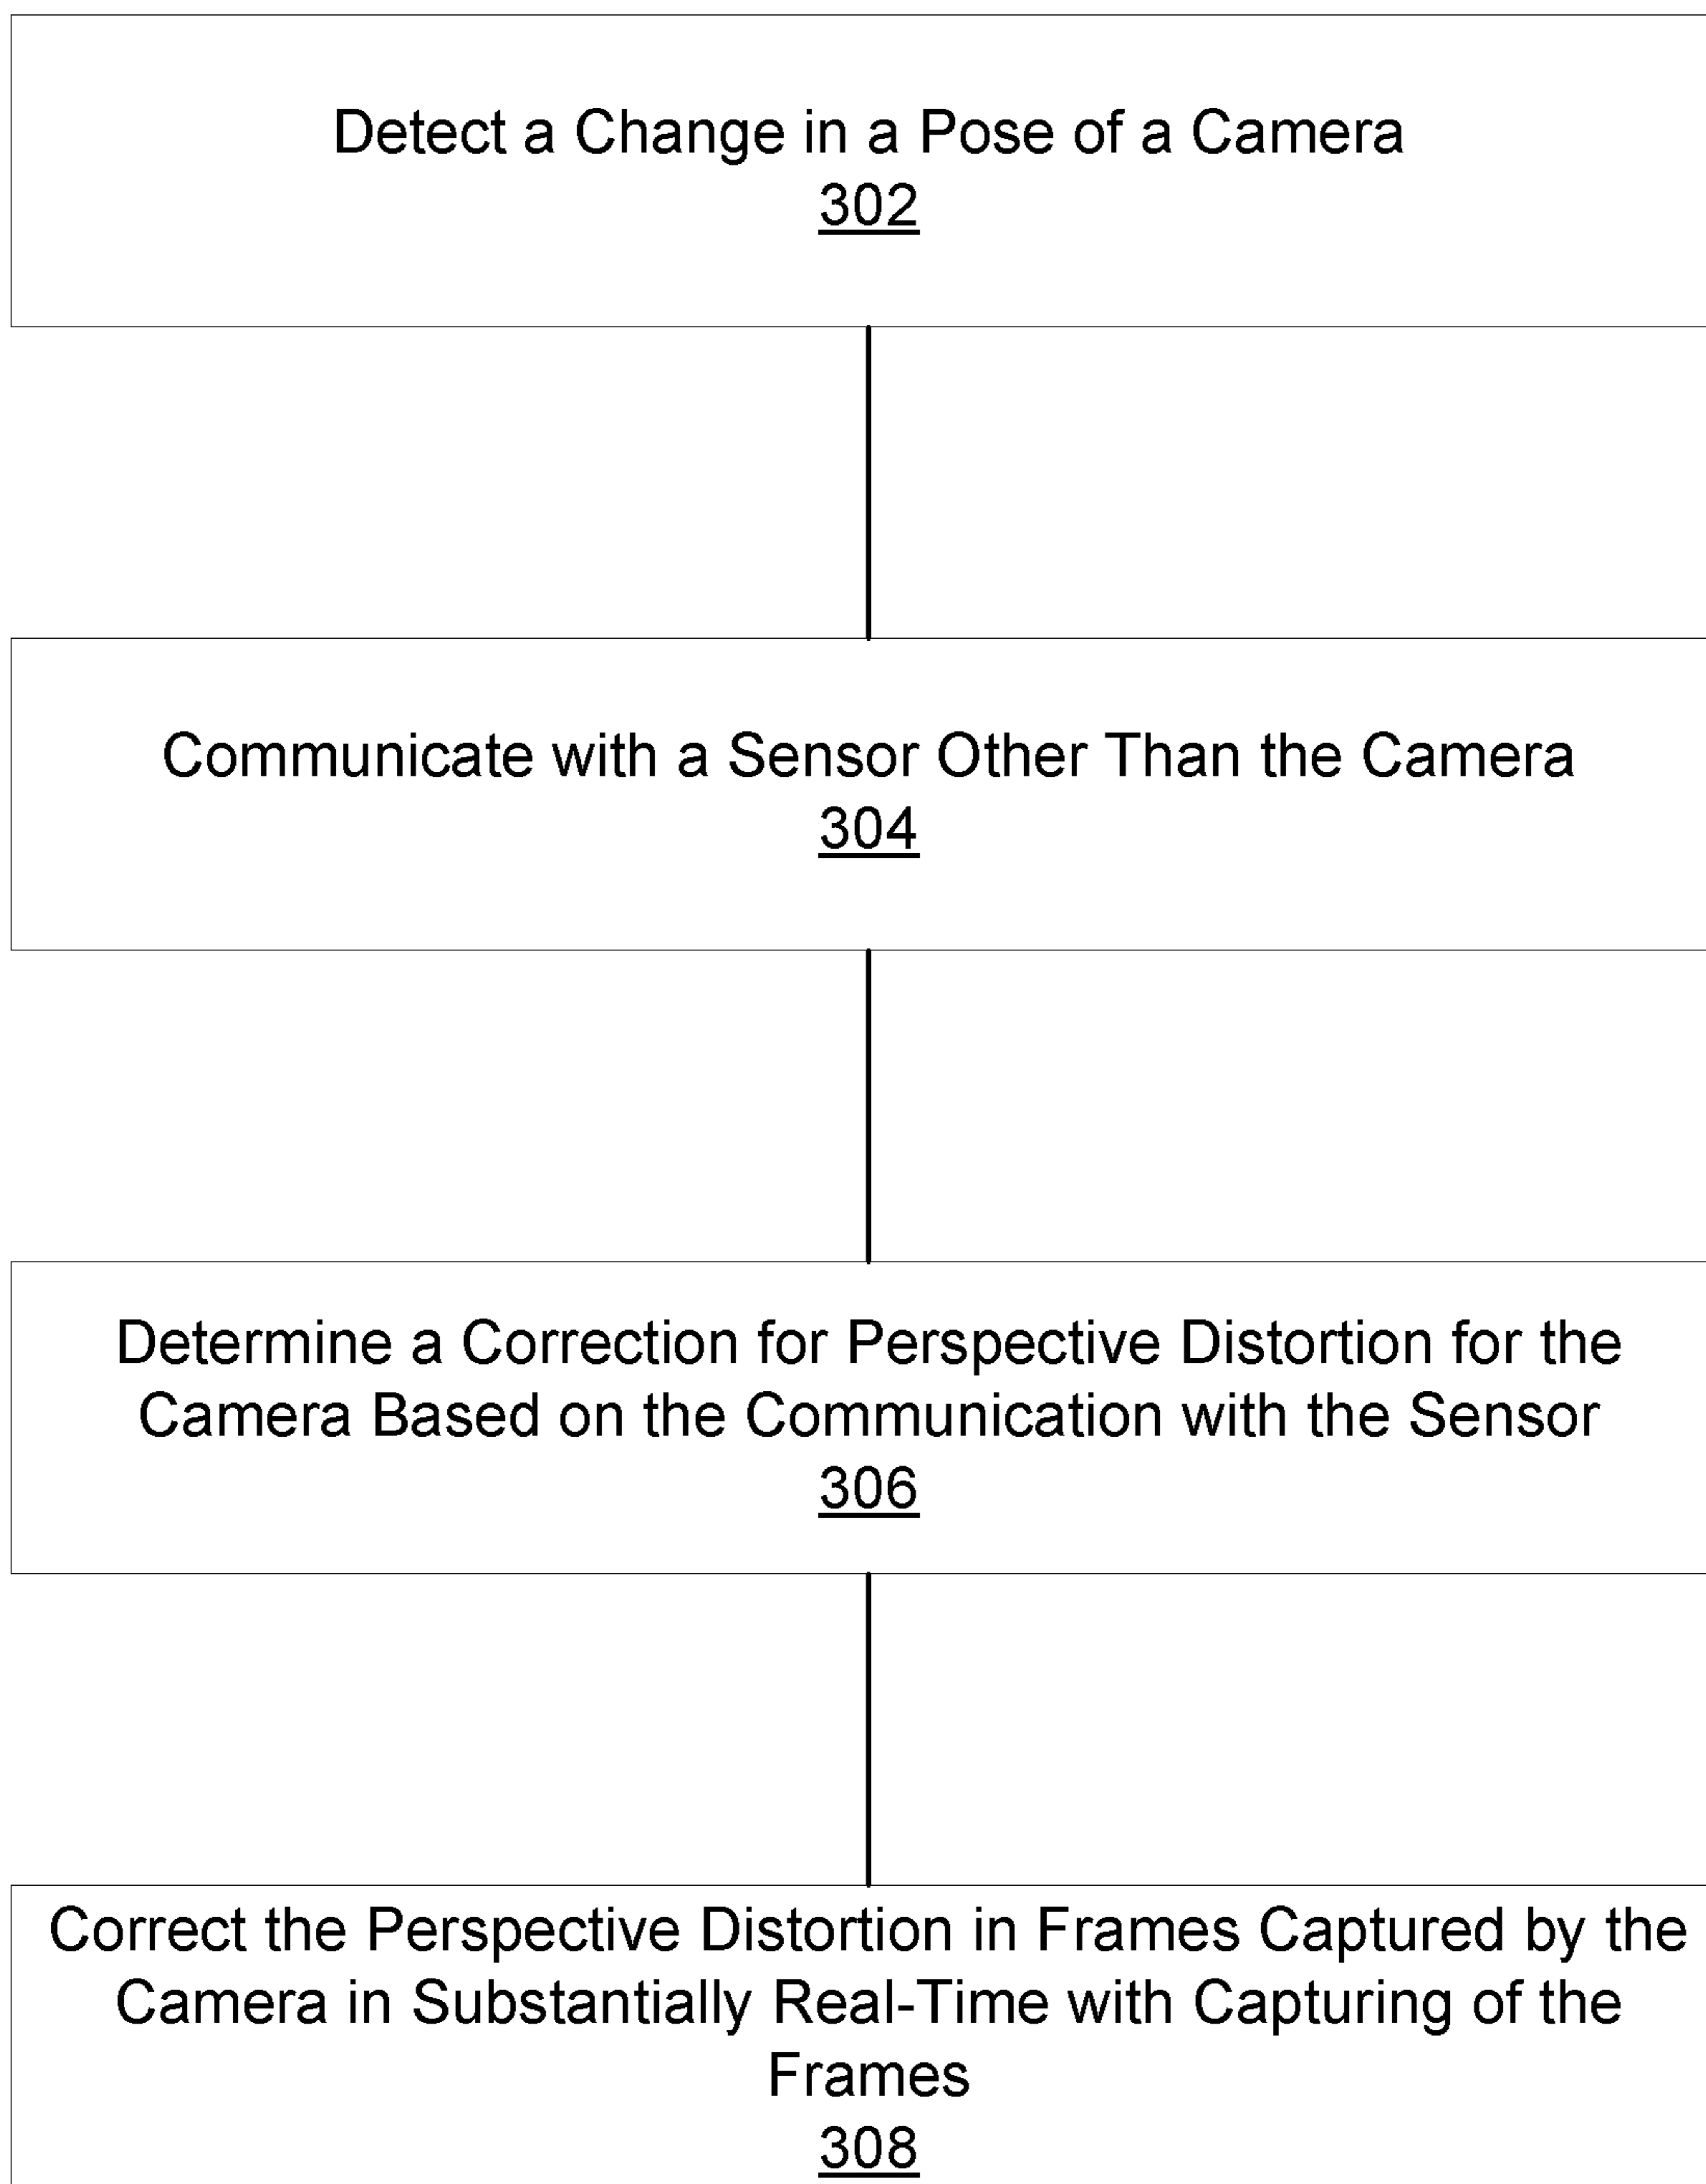 Detect a Change in a Pose of a Camera
302
Communicate with a Sensor Other Than the Camera
304
Determine a Correction for Perspective Distortion for the
Camera Based on the Communication with the Sensor
306
Correct the Perspective Distortion in Frames Captured by the
Camera in Substantially Real-Time with Capturing of the
Frames
308